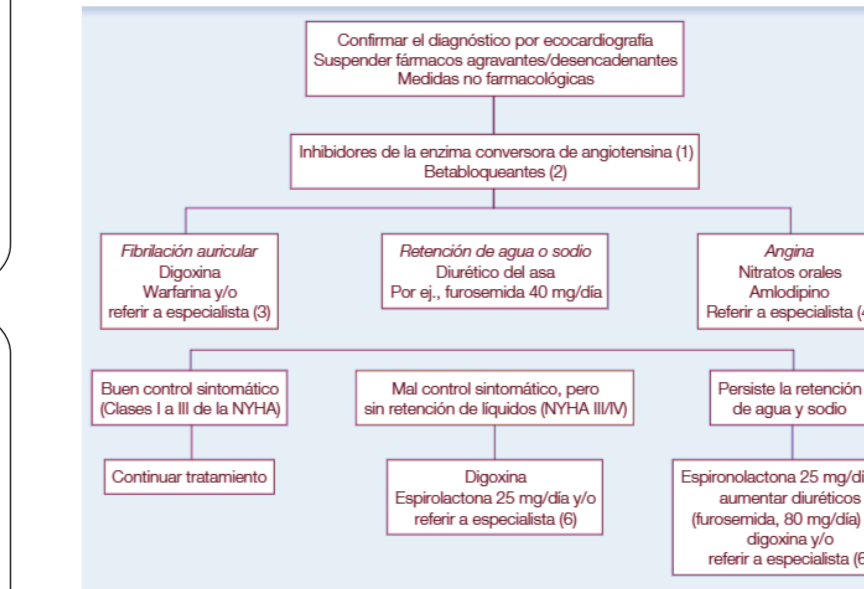 Confirmar el diagnóstico por ecocardiografía
Suspender fármacos agravantes/desencadenantes
Medidas no farmacológicas
Inhibidores de la enzima conversora de angiotensina (1)
Betabloqueantes (2)
Fibrilación auricular
Digoxina
Warfarina y/o
referir a especialista (3)
Retención de agua o sodio
Diurético del asa
Por ej., furosemida 40 mg/día
Angina
Nitratos orales
Amlodipino
Referir a especialista (4
Buen control sintomático
(Clases I a III de la NYHA)
Mal control sintomático, pero
sin retención de líquidos (NYHA III/IV)
Persiste la retención
de agua y sodio
Continuar tratamiento
Digoxina
Espirolactona 25 mg/día y/o
referir a especialista (6)
Espironolactona 25 mg/dí
aumentar diuréticos
(furosemida, 80 mg/día)
digoxina y/o
referir a especialista (6